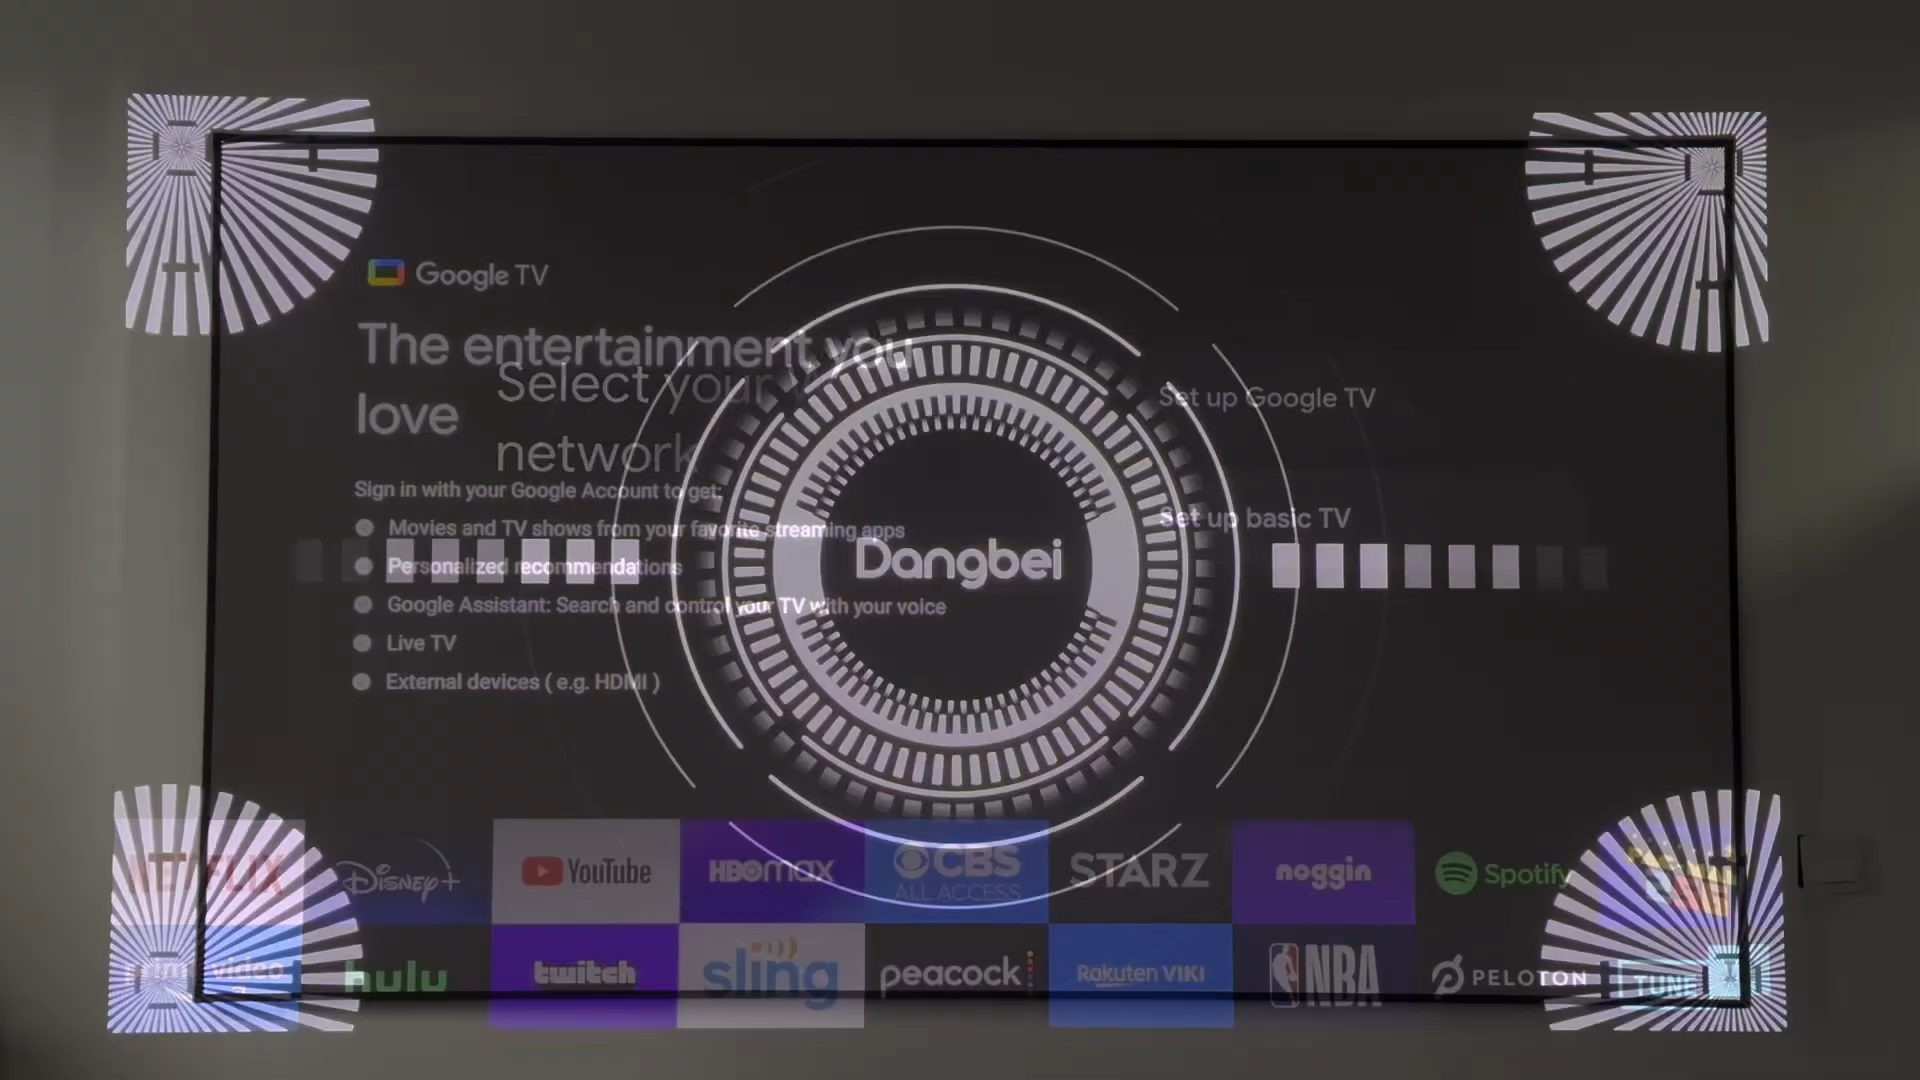 Google TV
The entertainment you
love
Select your
network
Sign in with your Google Account to get:
Movies and TV shows from your favorite streaming apps
Personalized recommendations
Google Assistant: Search and control your TV with your voice
Live TV
External devices ( e.g. HDMI )
Set up Google TV
Set up basic TV
Dangbei
NETFLIX
Disney+
YouTube
HBOMAX
CBS
ALL ACCESS
STARZ
noggin
Spotify
prime video
hulu
twitch
sling
peacock
Rakuten VIKI
NBA
PELOTON